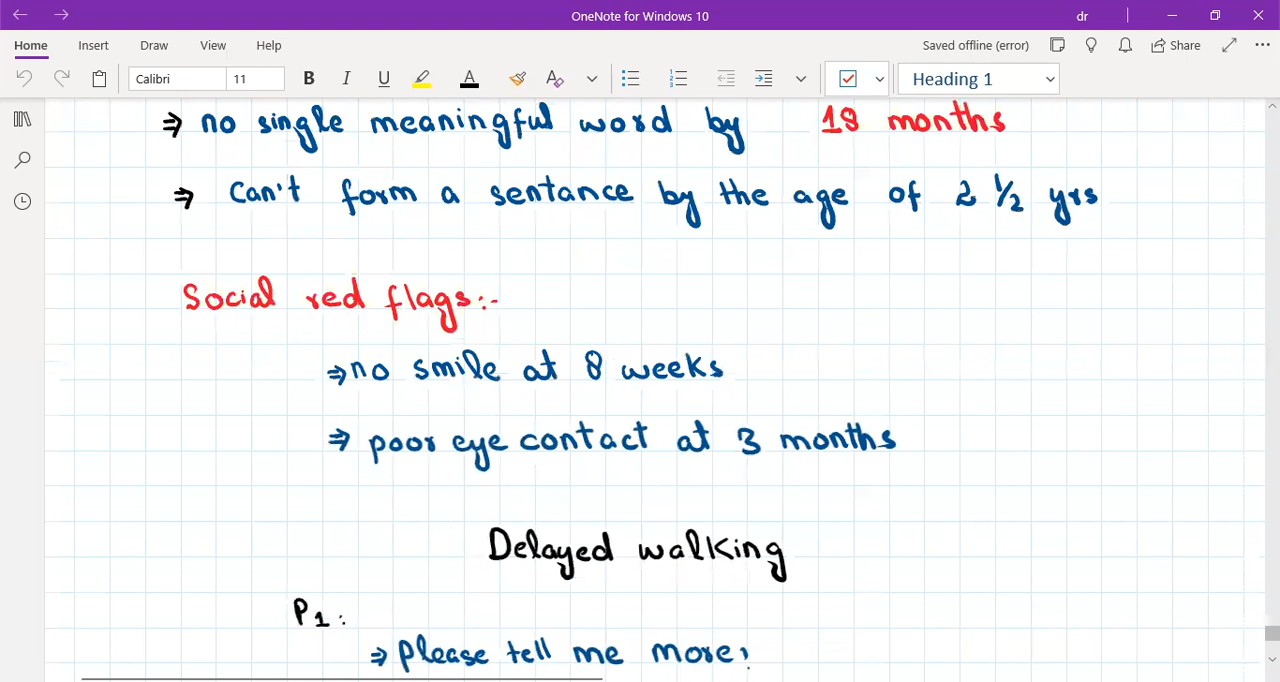 OneNote for Windows 10
dr
Home Insert Draw View Help
Saved offline (error)
Share
Calibri 11 B I U A A Heading 1
⇒ no single meaningful word by 18 months
⇒ Can't form a sentance by the age of 2 1/2 yrs
Social red flags:-
⇒ no smile at 8 weeks
⇒ poor eye contact at 3 months
Delayed walking
P1:
⇒ please tell me more?